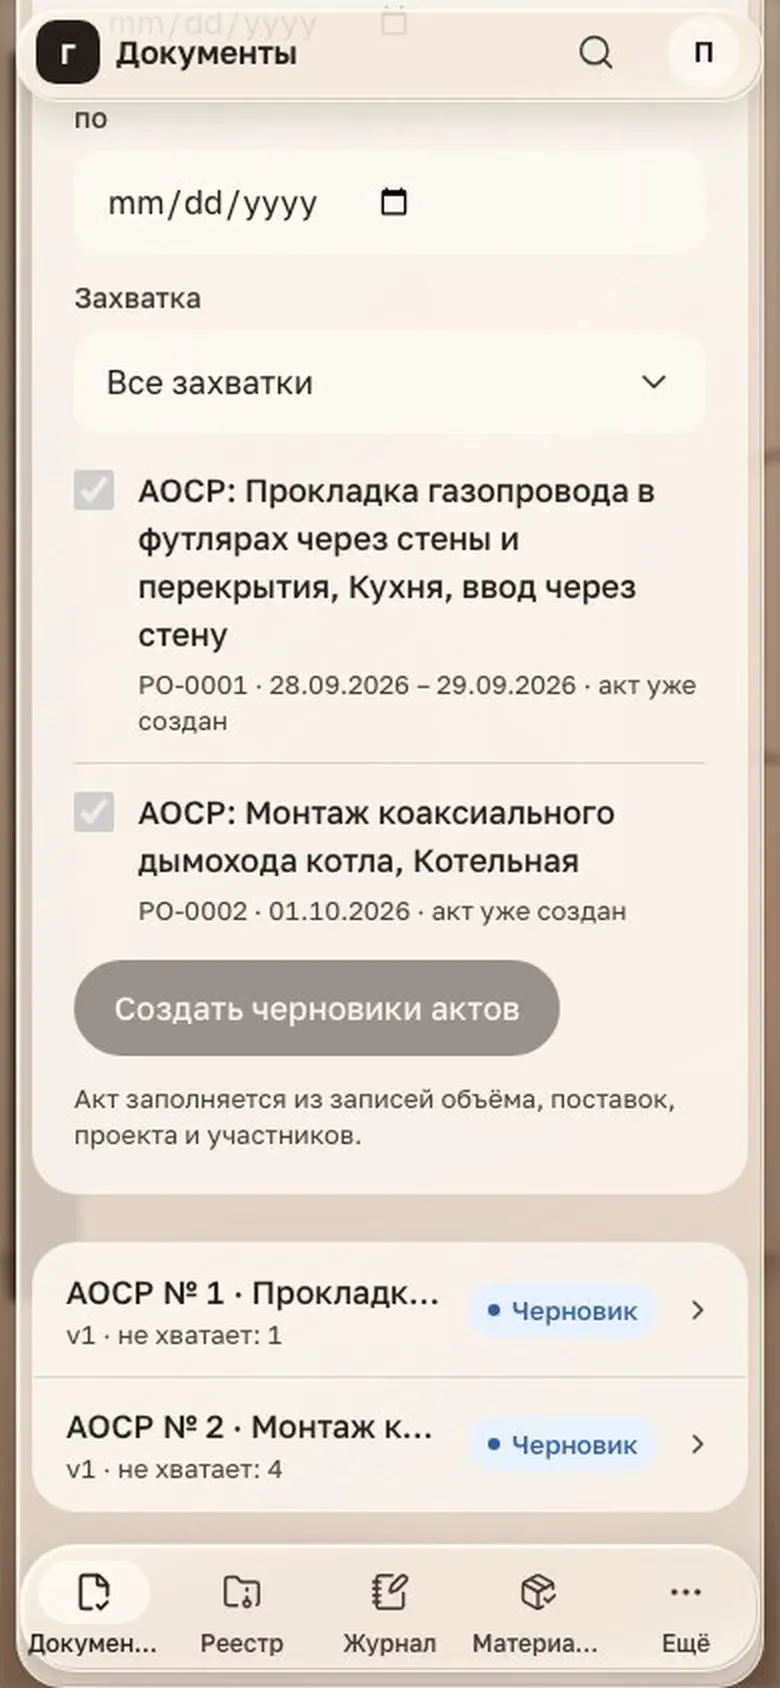 mm/dd/yyyy
Г Документы П
по
mm/dd/yyyy
Захватка
Все захватки
АОСР: Прокладка газопровода в
футлярах через стены и
перекрытия, Кухня, ввод через
стену
РО-0001 · 28.09.2026 – 29.09.2026 · акт уже
создан
АОСР: Монтаж коаксиального
дымохода котла, Котельная
РО-0002 · 01.10.2026 · акт уже создан
Создать черновики актов
Акт заполняется из записей объёма, поставок,
проекта и участников.
АОСР № 1 · Прокладк...
Черновик
v1 · не хватает: 1
АОСР № 2 · Монтаж к...
Черновик
v1 · не хватает: 4
Докумен... Реестр Журнал Материа... Ещё